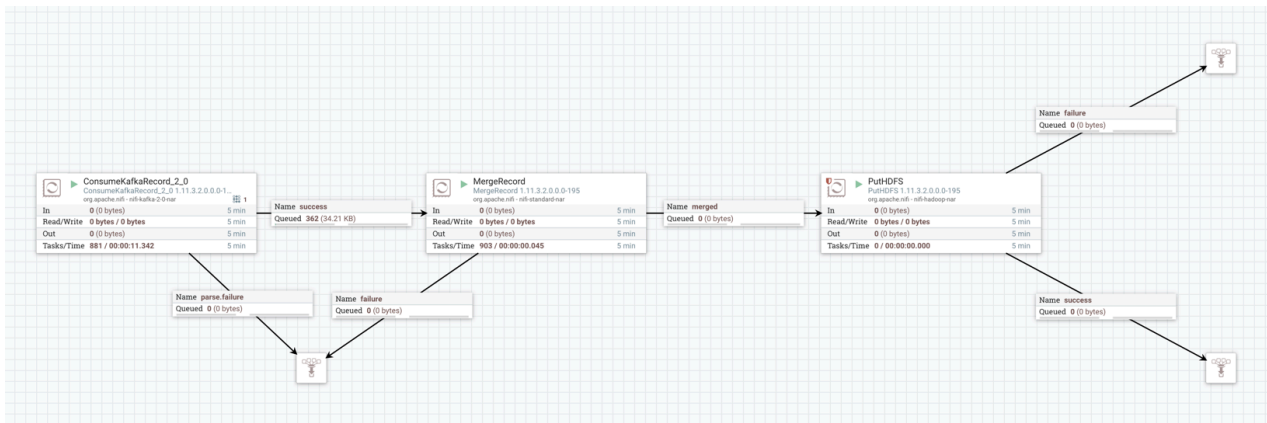 Name failure
Queued 0 (0 bytes)
ConsumeKafkaRecord_2_0
ConsumeKafkaRecord_2_0 1.11.3.2.0.0.0-1...
org.apache.nifi - nifi-kafka-2-0-nar
1
In 0 (0 bytes) 5 min
Read/Write 0 bytes / 0 bytes 5 min
Out 0 (0 bytes) 5 min
Tasks/Time 881 / 00:00:11.342 5 min
Name success
Queued 362 (34.21 KB)
MergeRecord
MergeRecord 1.11.3.2.0.0.0-195
org.apache.nifi - nifi-standard-nar
In 0 (0 bytes) 5 min
Read/Write 0 bytes / 0 bytes 5 min
Out 0 (0 bytes) 5 min
Tasks/Time 903 / 00:00:00.045 5 min
Name merged
Queued 0 (0 bytes)
PutHDFS
PutHDFS 1.11.3.2.0.0.0-195
org.apache.nifi - nifi-hadoop-nar
In 0 (0 bytes) 5 min
Read/Write 0 bytes / 0 bytes 5 min
Out 0 (0 bytes) 5 min
Tasks/Time 0 / 00:00:00.000 5 min
Name parse.failure
Queued 0 (0 bytes)
Name failure
Queued 0 (0 bytes)
Name success
Queued 0 (0 bytes)